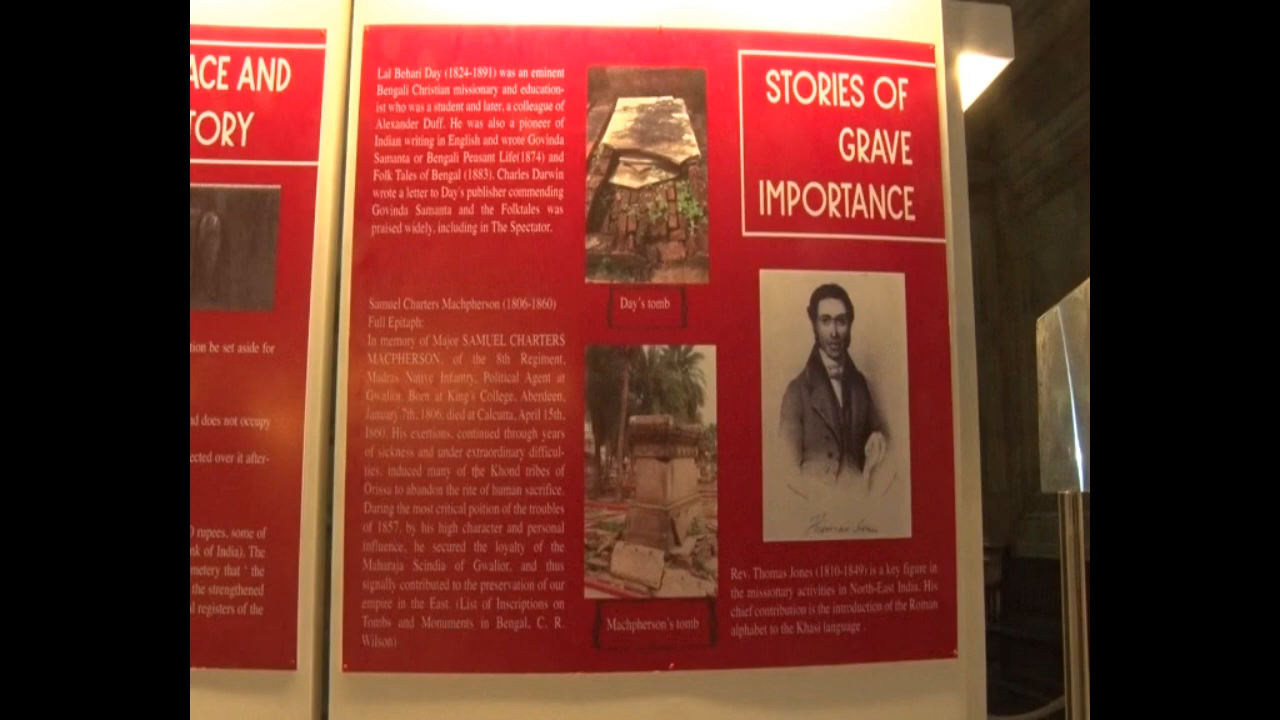 ACE AND
TORY
tion be set aside for
d does not occupy
ected over it after-
0 rupees, some of
nk of India). The
metery that ' the
the strengthened
l registers of the
Lal Behari Day (1824-1891) was an eminent
Bengali Christian missionary and education-
ist who was a student and later, a colleague of
Alexander Duff. He was also a pioneer of
Indian writing in English and wrote Govinda
Samanta or Bengali Peasant Life(1874) and
Folk Tales of Bengal (1883). Charles Darwin
wrote a letter to Day's publisher commending
Govinda Samanta and the Folktales was
praised widely, including in The Spectator.
Samuel Charters Machpherson (1806-1860)
Full Epitaph:
In memory of Major SAMUEL CHARTERS
MACPHERSON, of the 8th Regiment,
Madras Native Infantry, Political Agent at
Gwalior. Born at King's College, Aberdeen,
January 7th, 1806; died at Calcutta, April 15th,
1860. His exertions, continued through years
of sickness and under extraordinary difficul-
ties, induced many of the Khond tribes of
Orissa to abandon the rite of human sacrifice.
During the most critical poition of the troubles
of 1857, by his high character and personal
influence, he secured the loyalty of the
Maharaja Scindia of Gwalior, and thus
signally contributed to the preservation of our
empire in the East. (List of Inscriptions on
Tombs and Monuments in Bengal, C. R.
Wilson)
Day's tomb
Machpherson's tomb
STORIES OF
GRAVE
IMPORTANCE
Thomas Jones
Rev. Thomas Jones (1810-1849) is a key figure in
the missionary activities in North-East India. His
chief contribution is the introduction of the Roman
alphabet to the Khasi language .